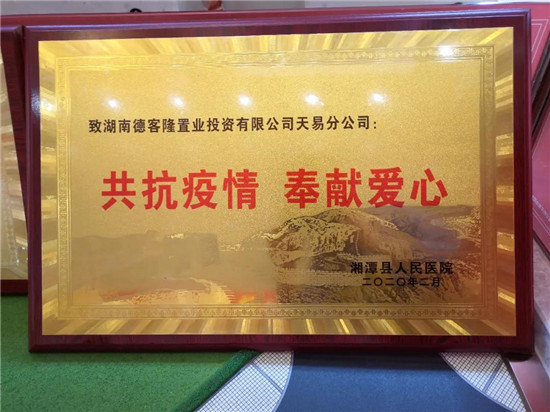 致湖南德客隆置业投资有限公司天易分公司：
共抗疫情 奉献爱心
湘潭县人民医院
二〇二〇年二月